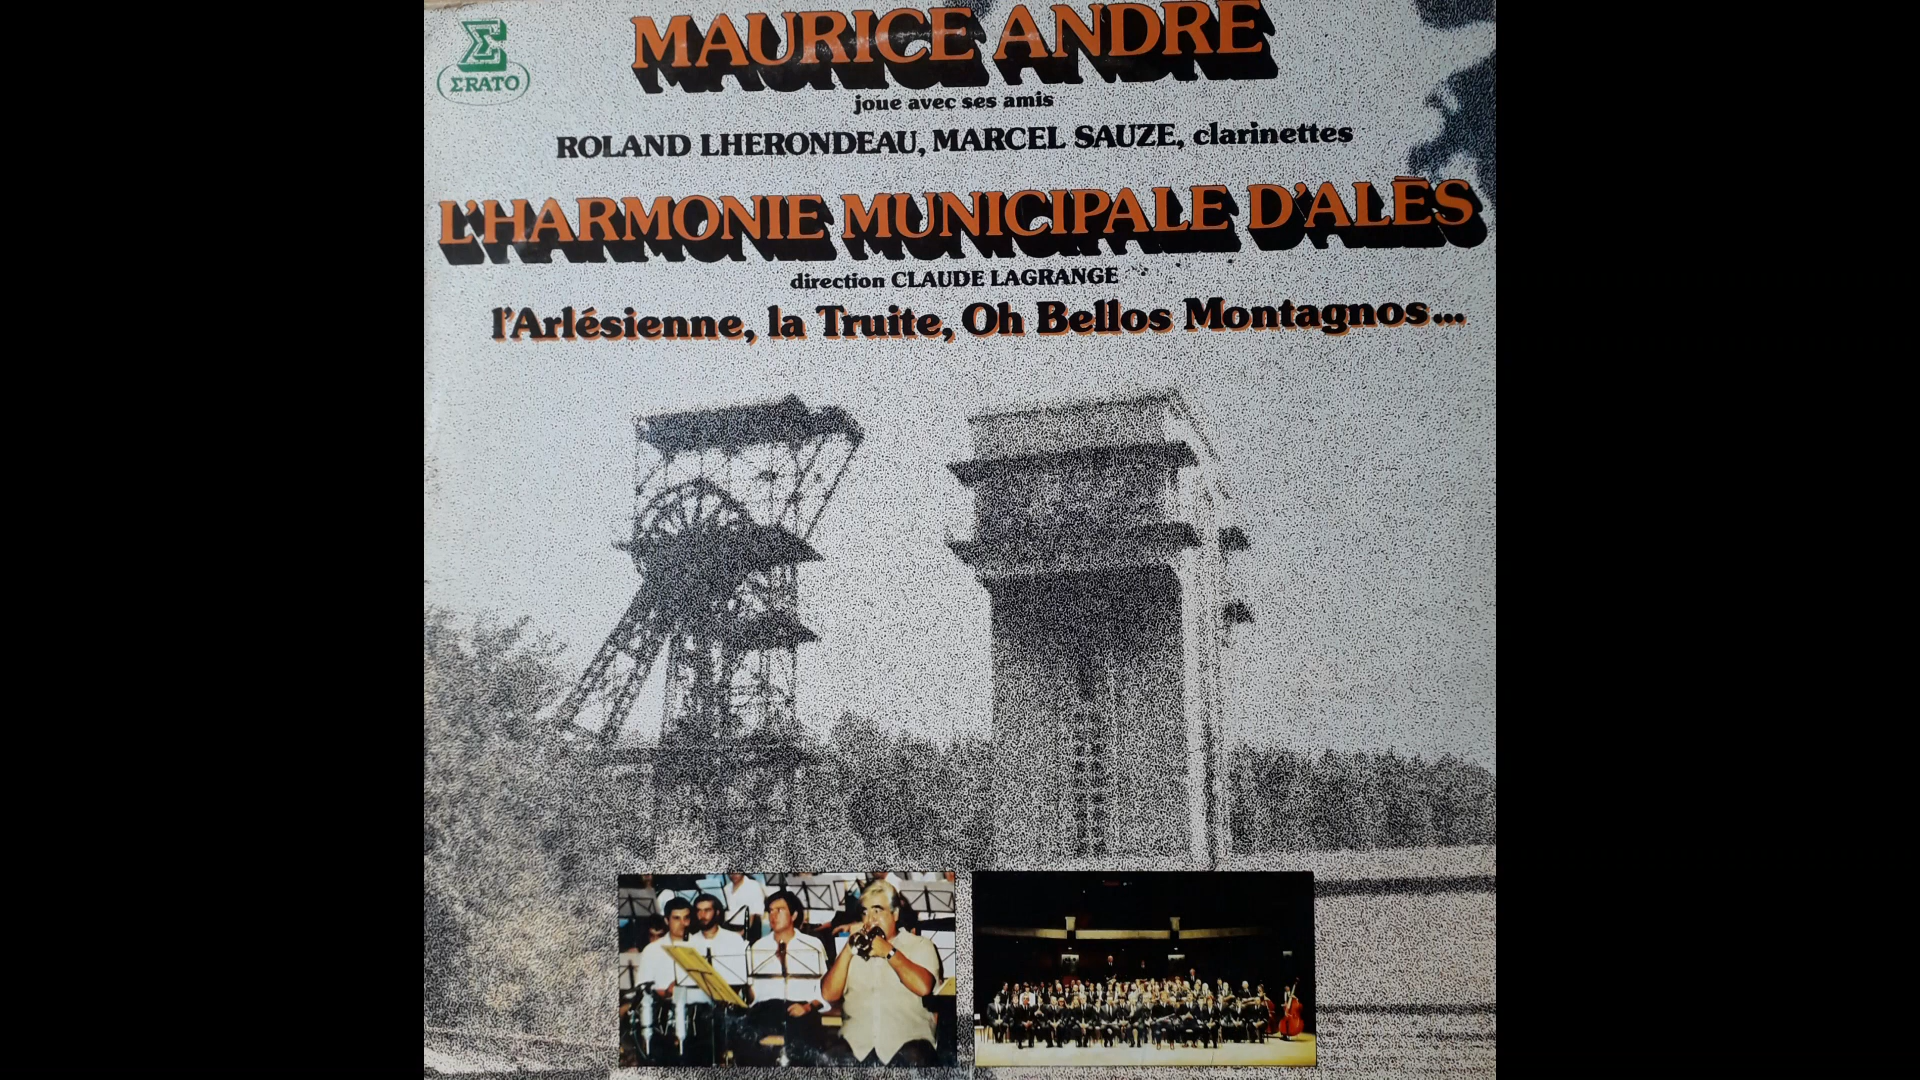 ΣRATO
MAURICE ANDRÉ
joue avec ses amis
ROLAND LHERONDEAU, MARCEL SAUZE, clarinettes
L'HARMONIE MUNICIPALE D'ALÈS
direction CLAUDE LAGRANGE
l'Arlésienne, la Truite, Oh Bellos Montagnos...